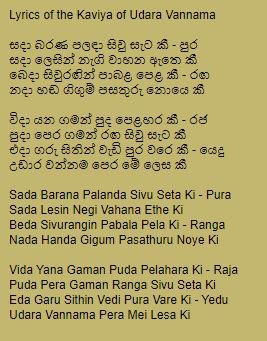 Lyrics of the Kaviya of Udara Vannama
සදා බරණ පලඳා සිවු සැට කී - පුර
සදා ලෙසින් නැගි වාහන ඇතෙ කී
බෙදා සිවුරඟින් පාබළ පෙළ කී - රඟ
නදා හඬ ගිගුම් පසතුරු නොයෙ කී
විදා යන ගමන් පුද පෙළහර කී - රජ
පුදා පෙර ගමන් රඟ සිවු සැට කී
එදා ගරු සිතින් වැඩි පුර වරෙ කී - යෙදු
උඩාර වන්නම පෙර මේ ලෙස කී
Sada Barana Palanda Sivu Seta Ki - Pura
Sada Lesin Negi Vahana Ethe Ki
Beda Sivurangin Pabala Pela Ki - Ranga
Nada Handa Gigum Pasathuru Noye Ki
Vida Yana Gaman Puda Pelahara Ki - Raja
Puda Pera Gaman Ranga Sivu Seta Ki
Eda Garu Sithin Vedi Pura Vare Ki - Yedu
Udara Vannama Pera Mei Lesa Ki